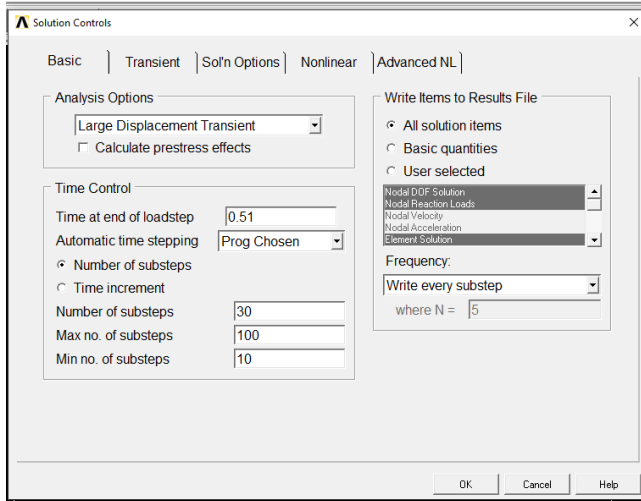 Solution Controls
Basic
Transient
Sol'n Options
Nonlinear
Advanced NL
Analysis Options
Large Displacement Transient
Calculate prestress effects
Time Control
Time at end of loadstep 0.51
Automatic time stepping Prog Chosen
Number of substeps
Time increment
Number of substeps 30
Max no. of substeps 100
Min no. of substeps 10
Write Items to Results File
All solution items
Basic quantities
User selected
Nodal DOF Solution
Nodal Reaction Loads
Nodal Velocity
Nodal Acceleration
Element Solution
Frequency:
Write every substep
where N = 5
OK
Cancel
Help